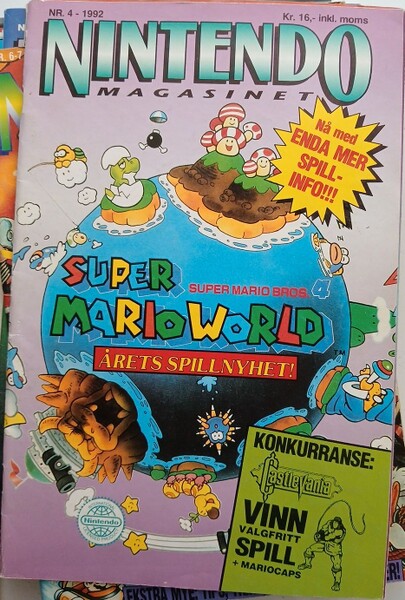 NR. 4 - 1992
Kr. 16,- inkl. moms
NINTENDO
MAGASINET
Nå med
ENDA MER
SPILL-
INFO!!!
SUPER
SUPER MARIO BROS. 4
MARIO WORLD
ÅRETS SPILLNYHET!
KONKURRANSE:
Castlevania
VINN
VALGFRITT
SPILL
+ MARIOCAPS
Nintendo
EKSTRA